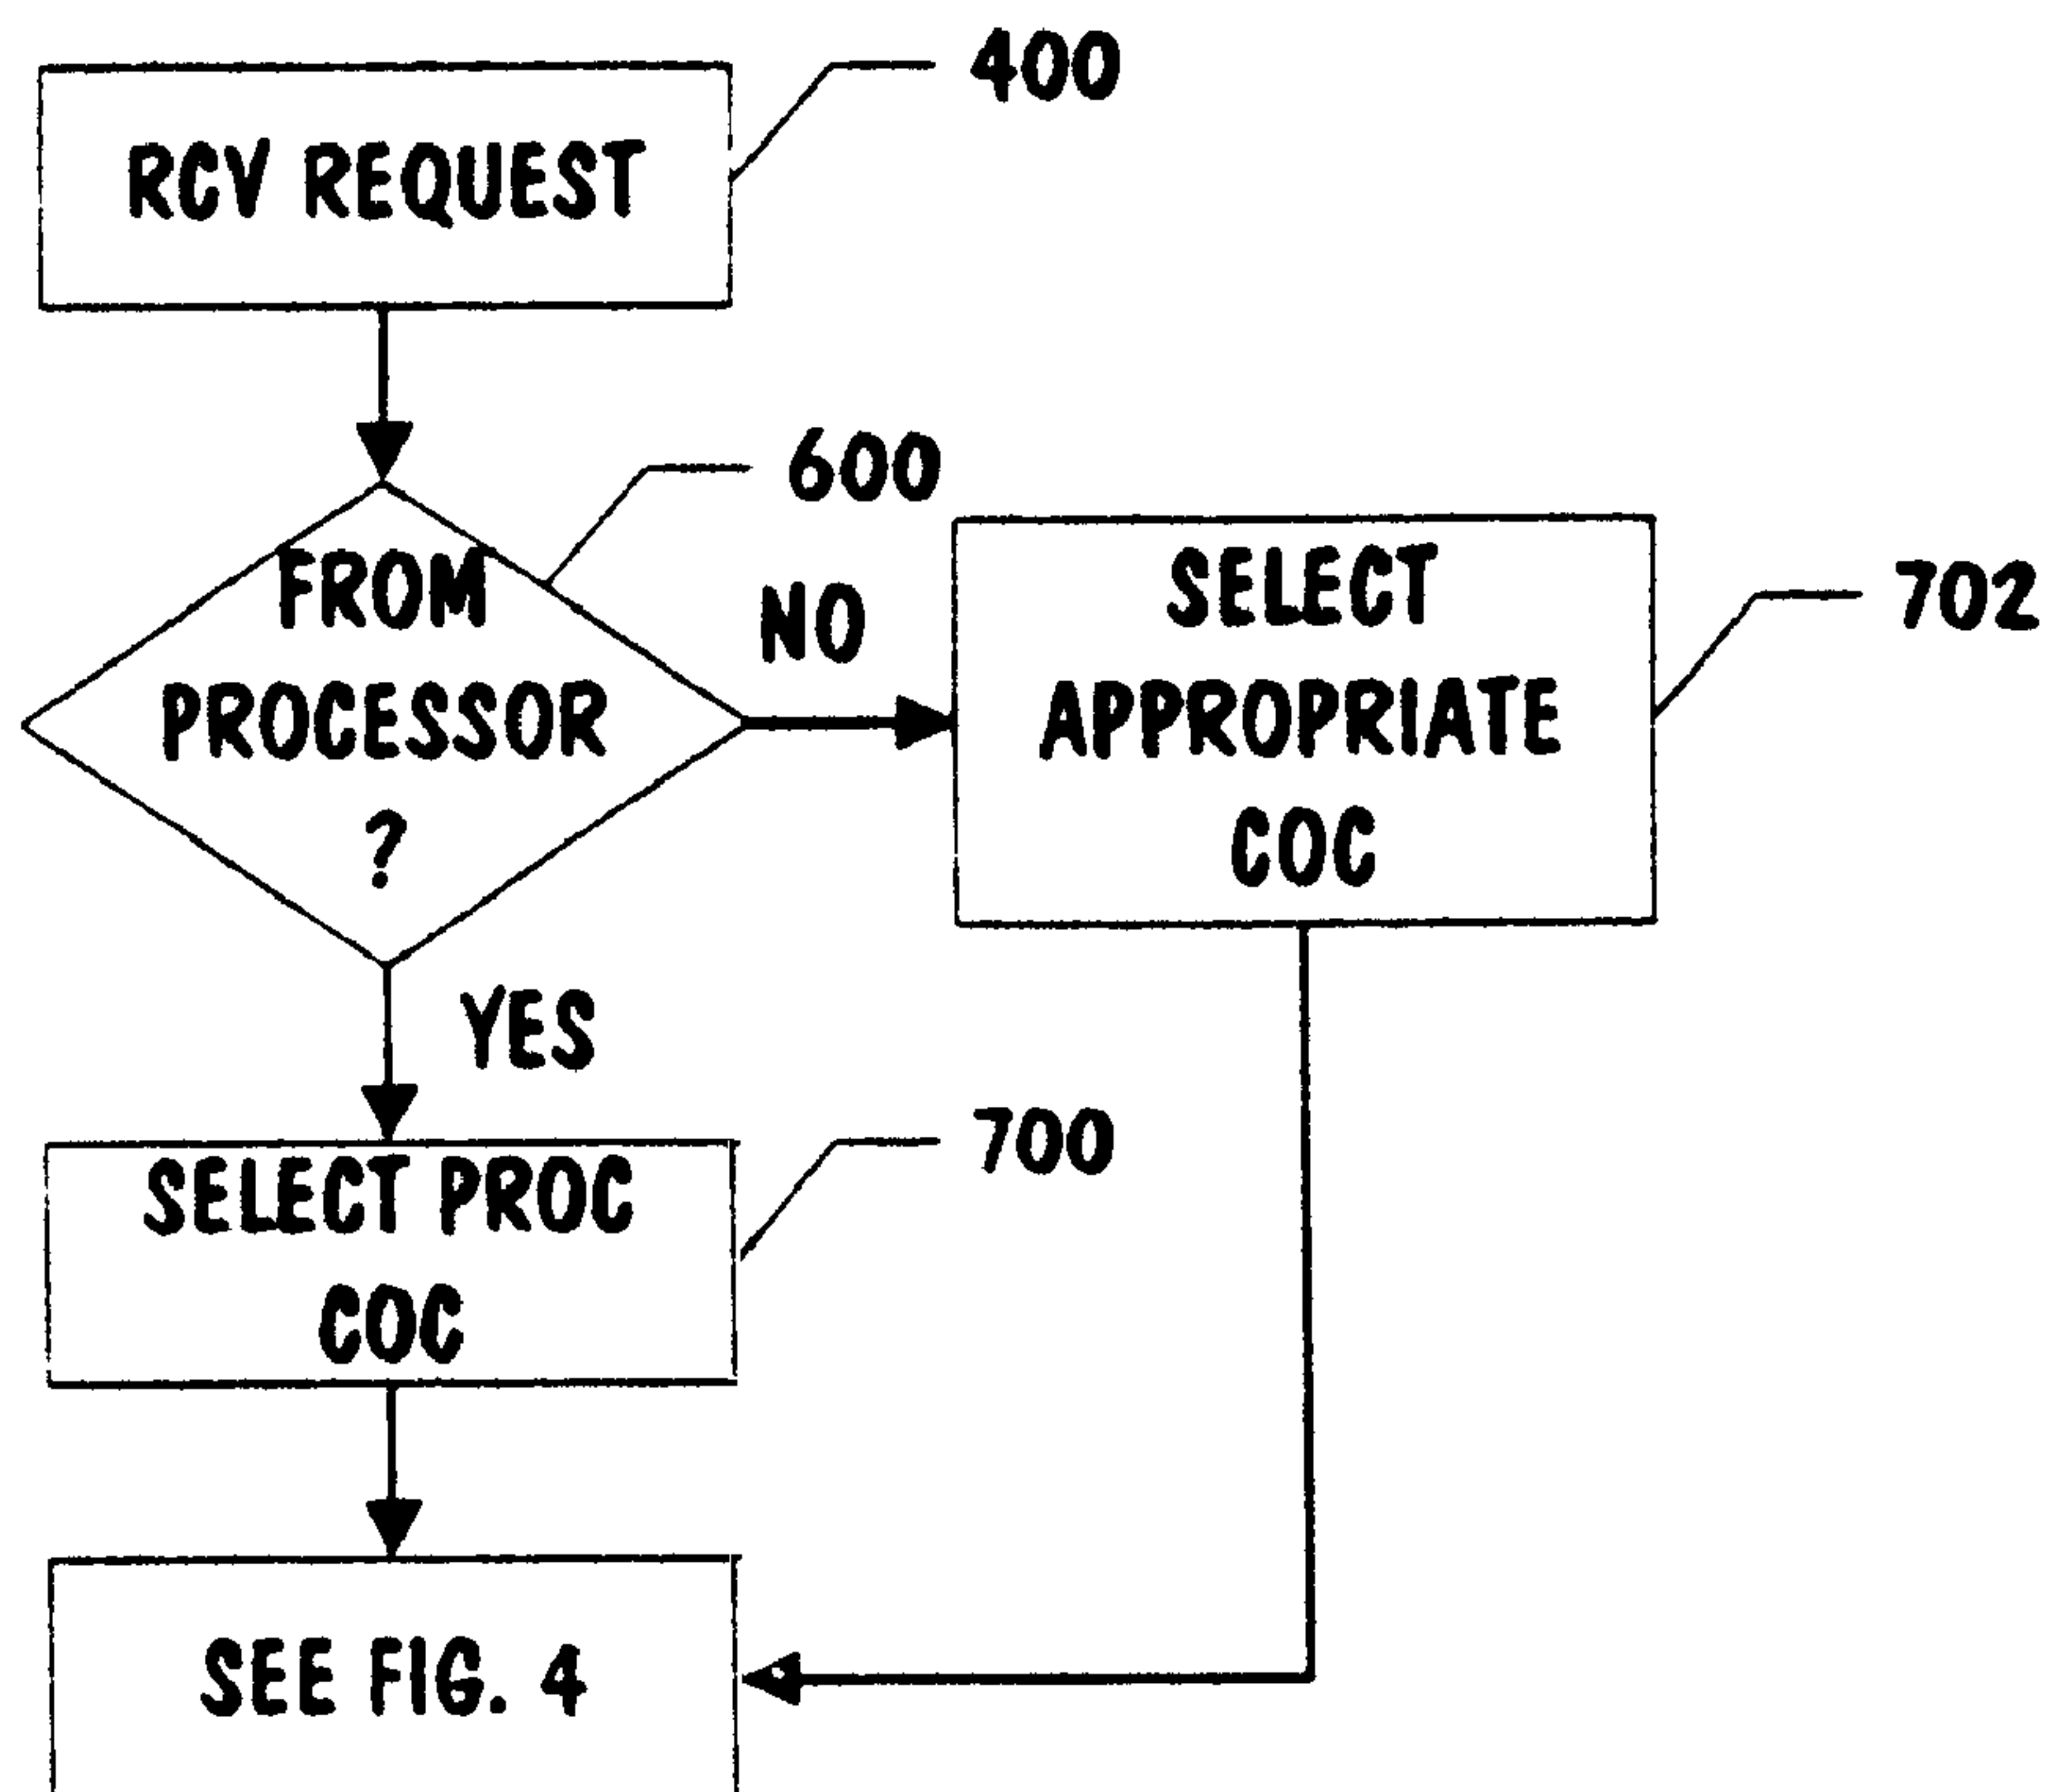 RCV REQUEST
400
FROM
PROCESSOR
?
600
NO
SELECT
APPROPRIATE
COC
702
YES
SELECT PROC
COC
700
SEE FIG. 4